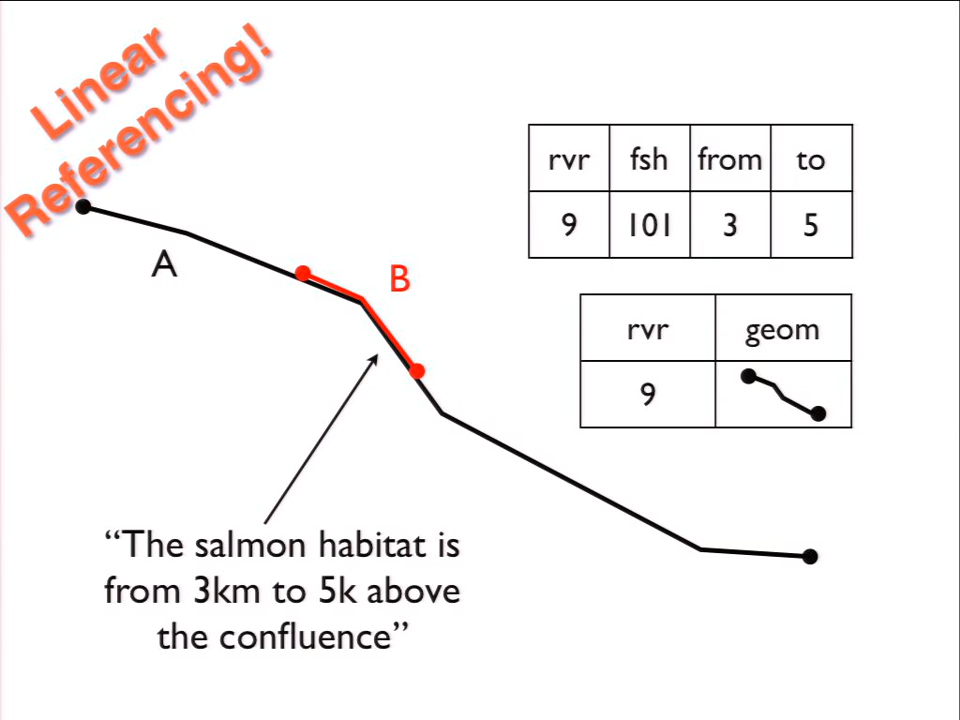 Linear
Referencing!
A
B
rvr fsh from to
9 101 3 5
rvr geom
9
“The salmon habitat is
from 3km to 5k above
the confluence”